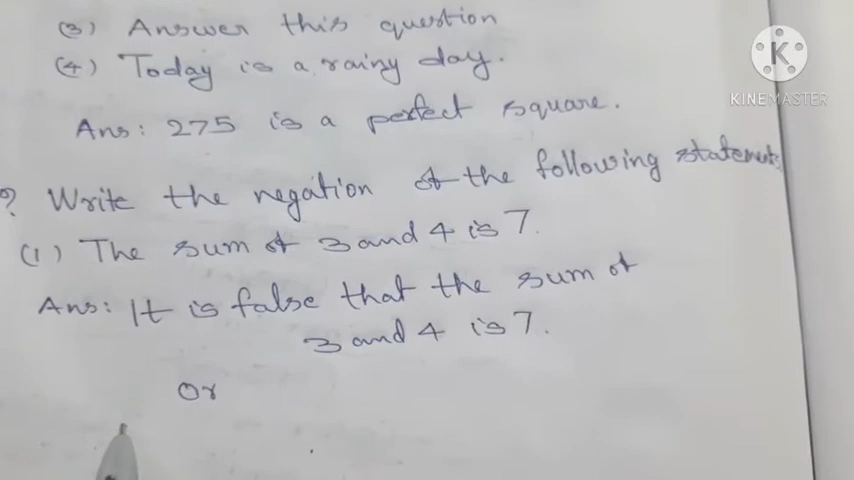 (3) Answer this question
(4) Today is a rainy day.
Ans: 275 is a perfect square.
? Write the negation of the following statements
(1) The sum of 3 and 4 is 7.
Ans: It is false that the sum of
3 and 4 is 7.
Or
KINEMASTER